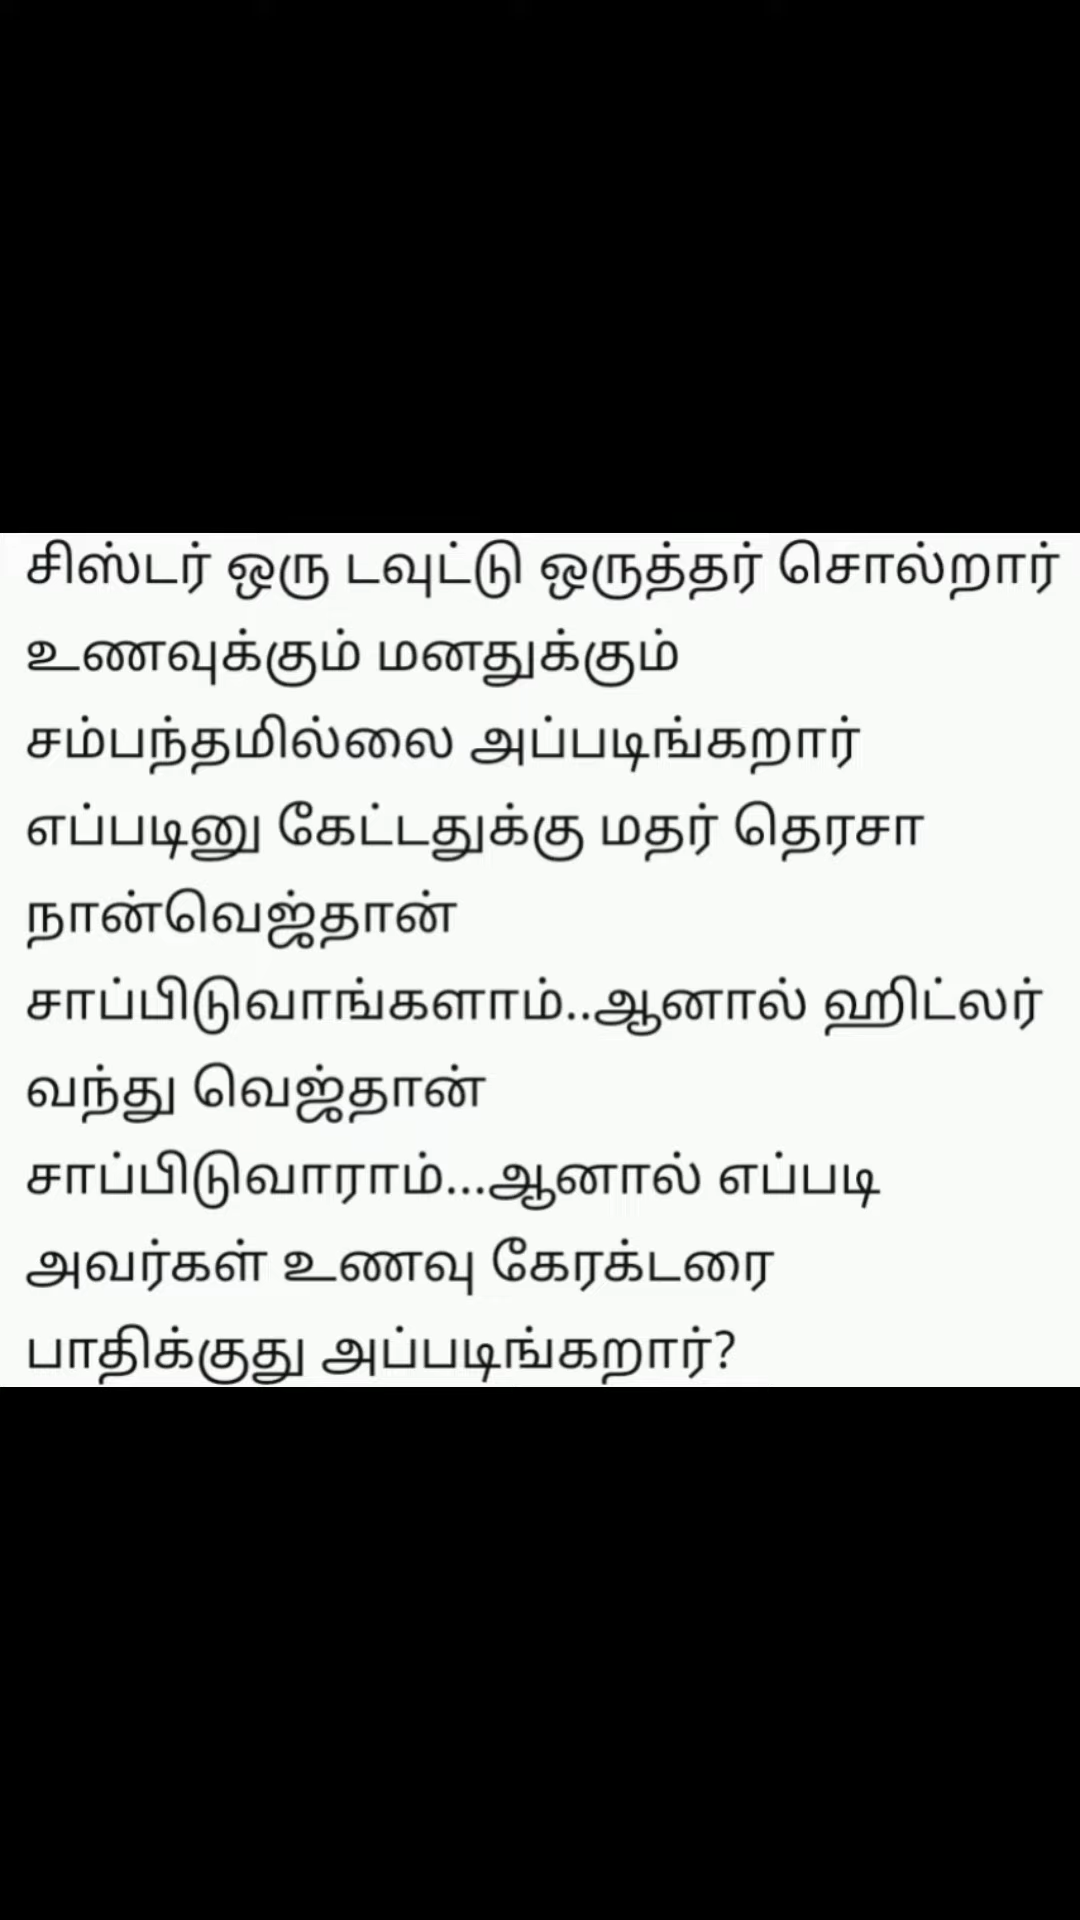 சிஸ்டர் ஒரு டவுட்டு ஒருத்தர் சொல்றார்
உணவுக்கும் மனதுக்கும்
சம்பந்தமில்லை அப்படிங்கறார்
எப்படினு கேட்டதுக்கு மதர் தெரசா
நான்வெஜ்தான்
சாப்பிடுவாங்களாம்..ஆனால் ஹிட்லர்
வந்து வெஜ்தான்
சாப்பிடுவாராம்...ஆனால் எப்படி
அவர்கள் உணவு கேரக்டரை
பாதிக்குது அப்படிங்கறார்?